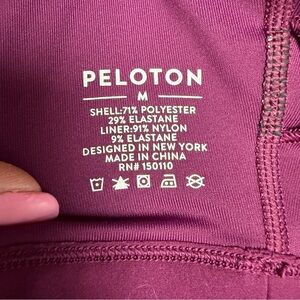 PELOTON
M
SHELL:71% POLYESTER
29% ELASTANE
LINER:91% NYLON
9% ELASTANE
DESIGNED IN NEW YORK
MADE IN CHINA
RN# 150110